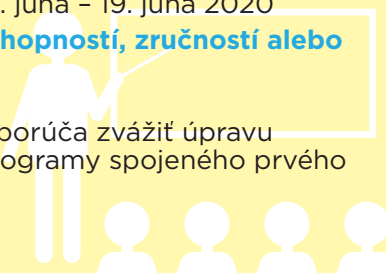 . júna – 19. júna 2020
hopností, zručností alebo
porúča zvážiť úpravu
ogramy spojeného prvého